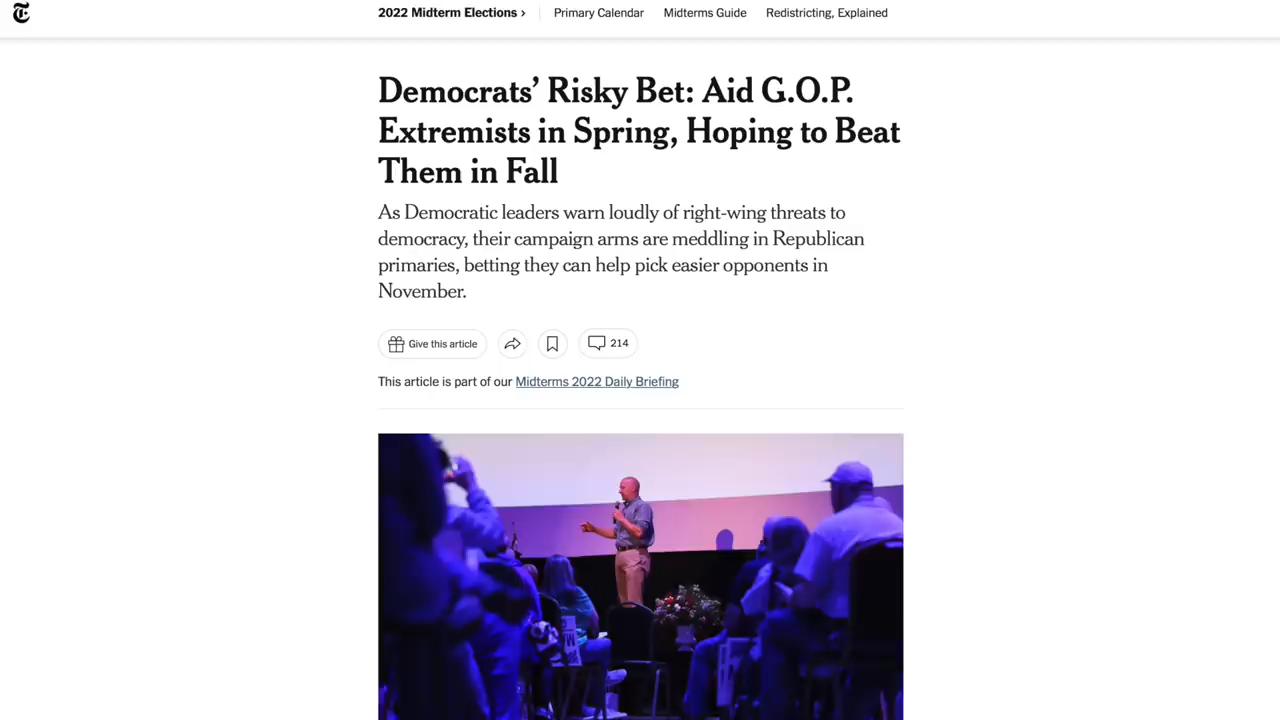 2022 Midterm Elections › Primary Calendar Midterms Guide Redistricting, Explained
Democrats’ Risky Bet: Aid G.O.P.
Extremists in Spring, Hoping to Beat
Them in Fall
As Democratic leaders warn loudly of right-wing threats to
democracy, their campaign arms are meddling in Republican
primaries, betting they can help pick easier opponents in
November.
Give this article 214
This article is part of our Midterms 2022 Daily Briefing